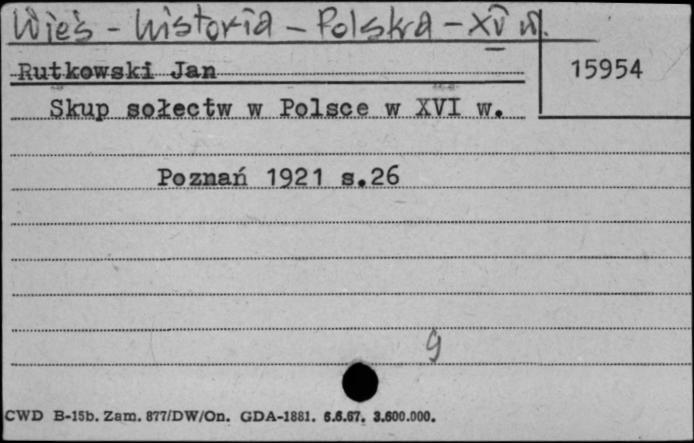 Wieś - historia - Polska - XV w.
Rutkowski Jan
15954
Skup sołectw w Polsce w XVI w.
Poznań 1921 s.26
9
CWD B-15b. Zam. 877/DW/On. GDA-1881. 6.6.67. 3.600.000.